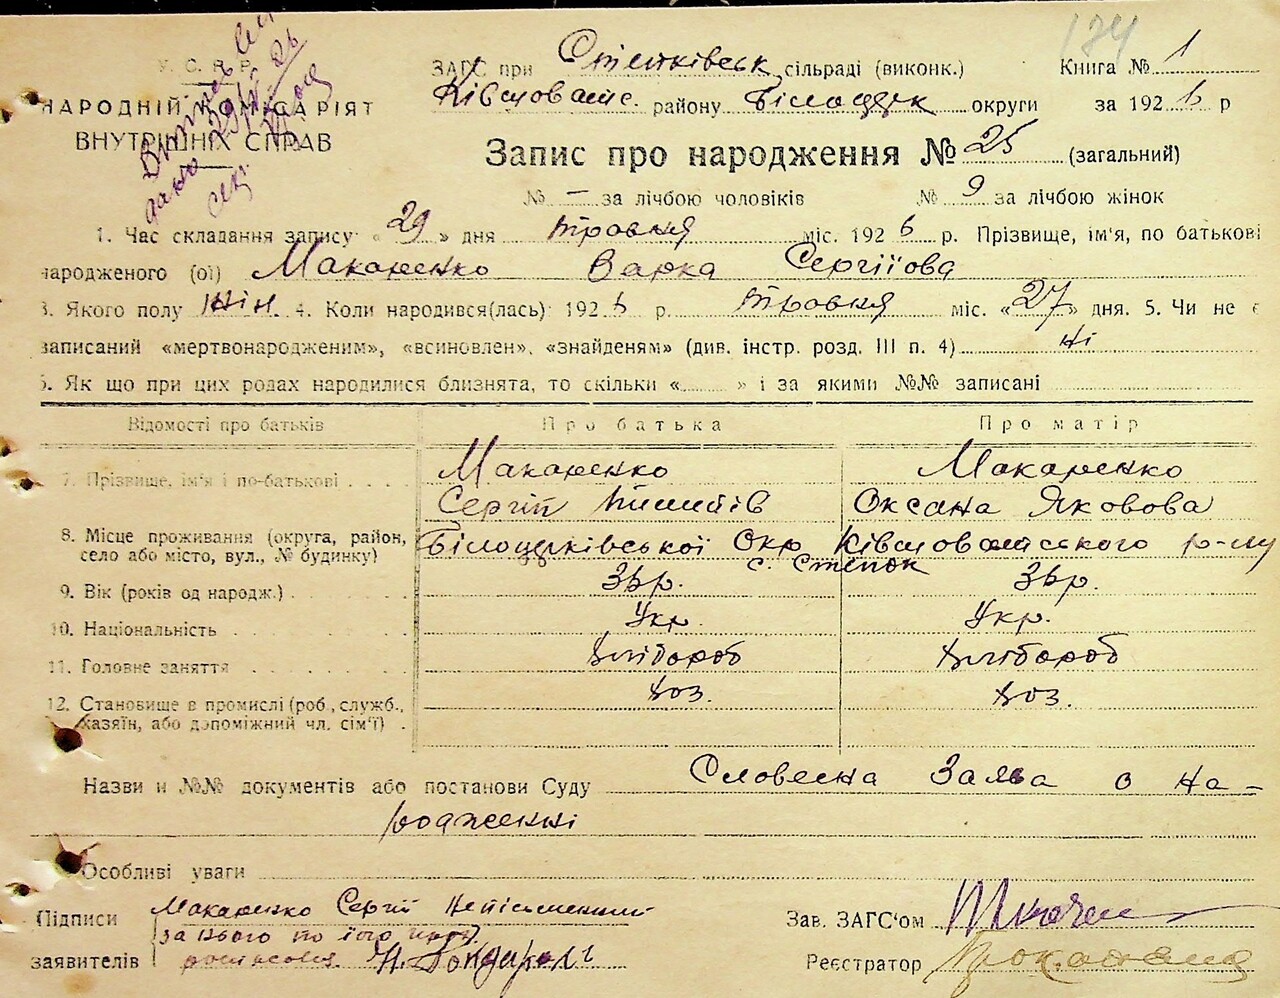 174
У. С. Р. Р.
НАРОДНІЙ КОМІСАРІЯТ
ВНУТРІШНІХ СПРАВ
ЗАГС при сільраді (виконк.) Книга № 1
району округи за 1926 р
Запис про народження № 25 (загальний)
№ — за лічбою чоловіків № 9 за лічбою жінок
1. Час складання запису: «29» дня травня міс. 1926 р. Прізвище, ім'я, по батькові
народженого (ої) Макаренко Варка Сергіїова
3. Якого полу жін. 4. Коли народився(лась): 1926 р. травня міс. «27» дня. 5. Чи не є
записаний «мертвонародженим», «всиновлен», «знайденям» (див. інстр. розд. III п. 4) ні
6. Як що при цих родах народилися близнята, то скільки « » і за якими №№ записані
Відомості про батьків Про батька Про матір
7. Прізвище, ім'я і по-батькові Макаренко Макаренко
Сергій Оксана Яковова
8. Місце проживання (округа, район,
село або місто, вул., № будинку) Білоцерківської Окр р-ну
с. Степок
9. Вік (років од народж.) 36р. 36р.
10. Національність Укр. Укр.
11. Головне заняття хлібороб хлібороб
12. Становище в промислі (роб, служб.,
хазяїн, або допоміжний чл. сім'ї) хоз. хоз.
Назви и №№ документів або постанови Суду Словесна Заява о на-
родженні
Особливі уваги
Підписи Макаренко Сергій Неписьменний
за нього по його
заявителів
Зав. ЗАГС'ом
Реєстратор